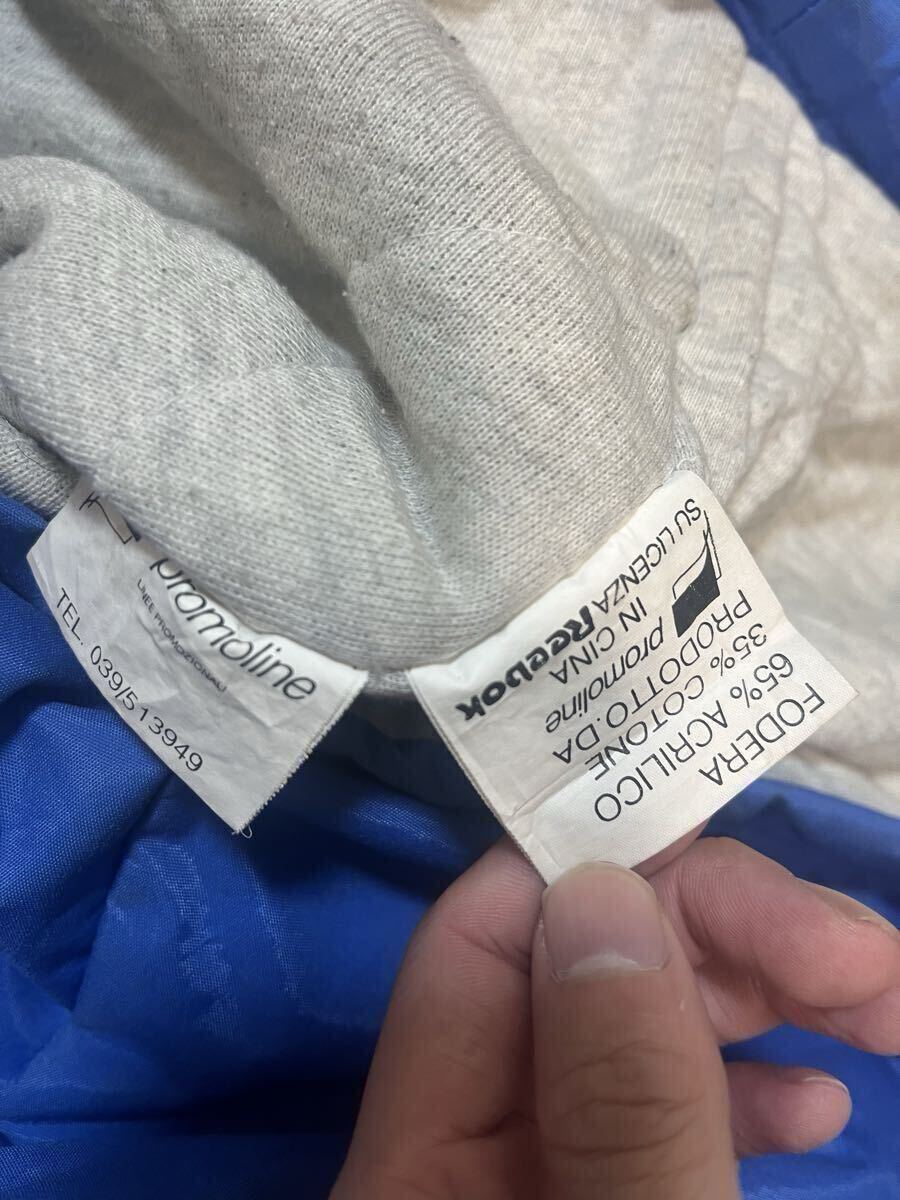 promoline
LINEE PROMOZIONALI
TEL. 039/513949
FODERA
65% ACRILICO
35% COTONE
PRODOTTO.DA
promoline
IN CINA
SU LICENZA Reebok